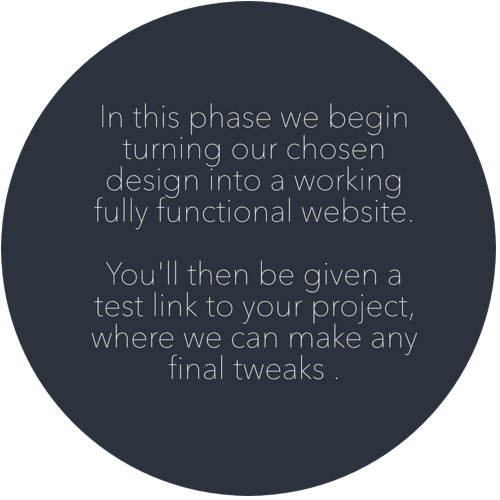 In this phase we begin
turning our chosen
design into a working
fully functional website.
You'll then be given a
test link to your project,
where we can make any
final tweaks .